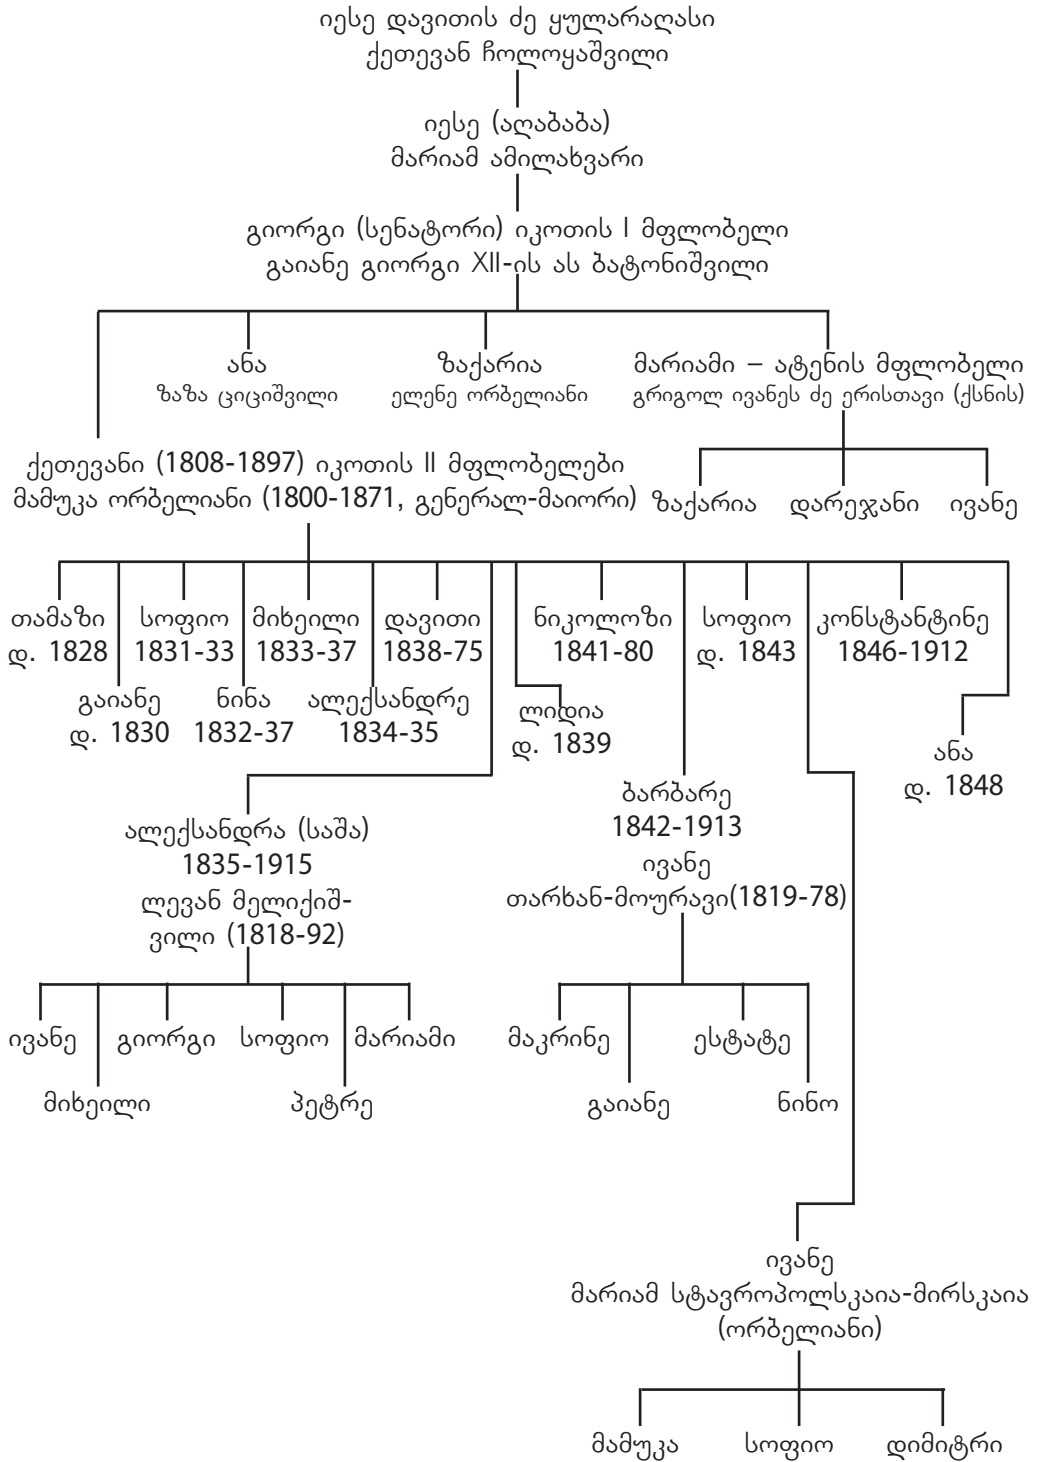 იესე დავითის ძე ყულარაღასი
ქეთევან ჩოლოყაშვილი
იესე (აღაბაბა)
მარიამ ამილახვარი
გიორგი (სენატორი) იკოთის I მფლობელი
გაიანე გიორგი XII-ის ას ბატონიშვილი
ანა
ზაზა ციციშვილი
ზაქარია
ელენე ორბელიანი
მარიამი – ატენის მფლობელი
გრიგოლ ივანეს ძე ერისთავი (ქსნის)
ქეთევანი (1808-1897) იკოთის II მფლობელები
მამუკა ორბელიანი (1800-1871, გენერალ-მაიორი)
ზაქარია
დარეჯანი
ივანე
თამაზი
დ. 1828
სოფიო
1831-33
მიხეილი
1833-37
დავითი
1838-75
ნიკოლოზი
1841-80
სოფიო
დ. 1843
კონსტანტინე
1846-1912
გაიანე
დ. 1830
ნინა
1832-37
ალექსანდრე
1834-35
ლიდია
დ. 1839
ანა
დ. 1848
ალექსანდრა (საშა)
1835-1915
ლევან მელიქიშ-
ვილი (1818-92)
ბარბარე
1842-1913
ივანე
თარხან-მოურავი(1819-78)
ივანე
გიორგი
სოფიო
მარიამი
მიხეილი
პეტრე
მაკრინე
ესტატე
გაიანე
ნინო
ივანე
მარიამ სტავროპოლსკაია-მირსკაია
(ორბელიანი)
მამუკა
სოფიო
დიმიტრი